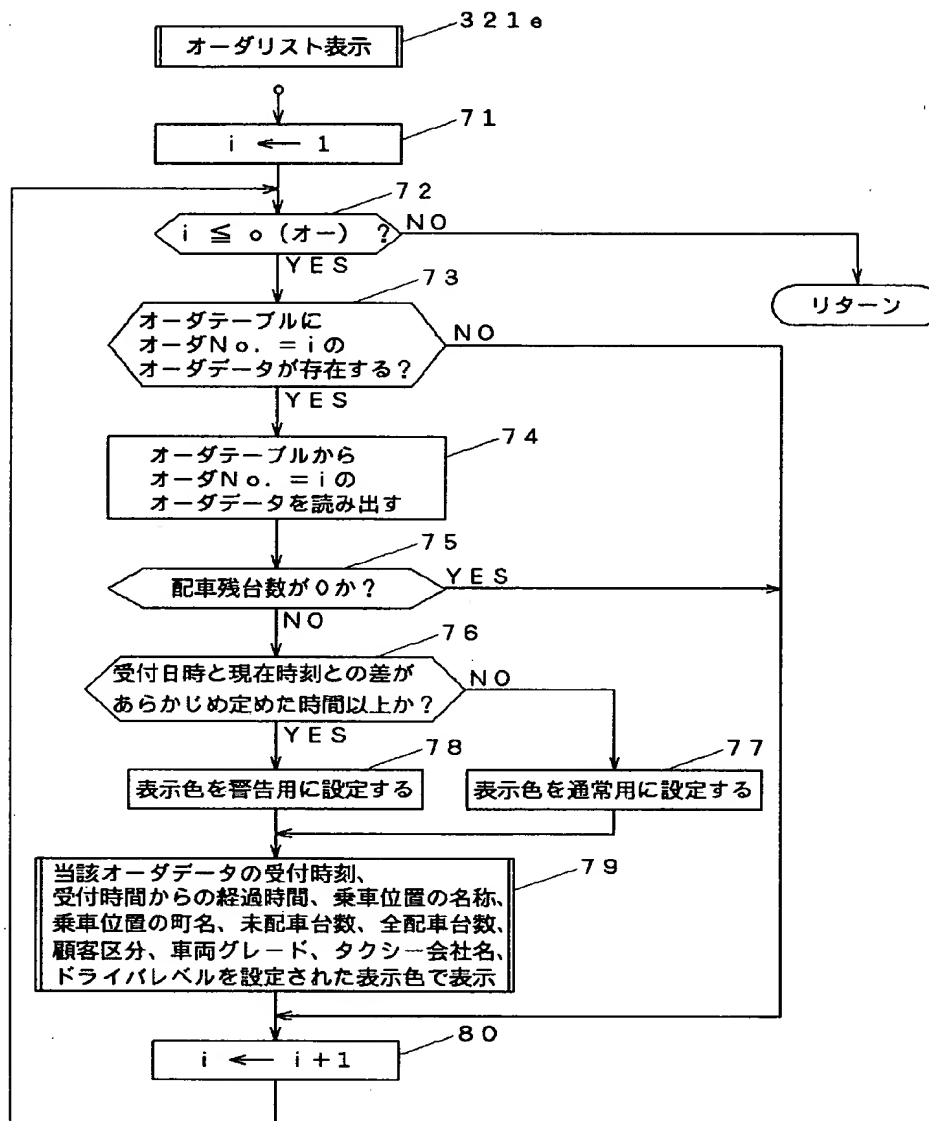 321e
オーダリスト表示
71
i ← 1
72
i ≦ o (オー) ?
NO
YES
リターン
73
オーダテーブルに
オーダNo. =iの
オーダデータが存在する?
NO
YES
74
オーダテーブルから
オーダNo. =iの
オーダデータを読み出す
75
配車残台数が0か?
YES
NO
76
受付日時と現在時刻との差が
あらかじめ定めた時間以上か?
NO
YES
78
表示色を警告用に設定する
77
表示色を通常用に設定する
79
当該オーダデータの受付時刻、
受付時間からの経過時間、乗車位置の名称、
乗車位置の町名、未配車台数、全配車台数、
顧客区分、車両グレード、タクシー会社名、
ドライバレベルを設定された表示色で表示
80
i ← i+1